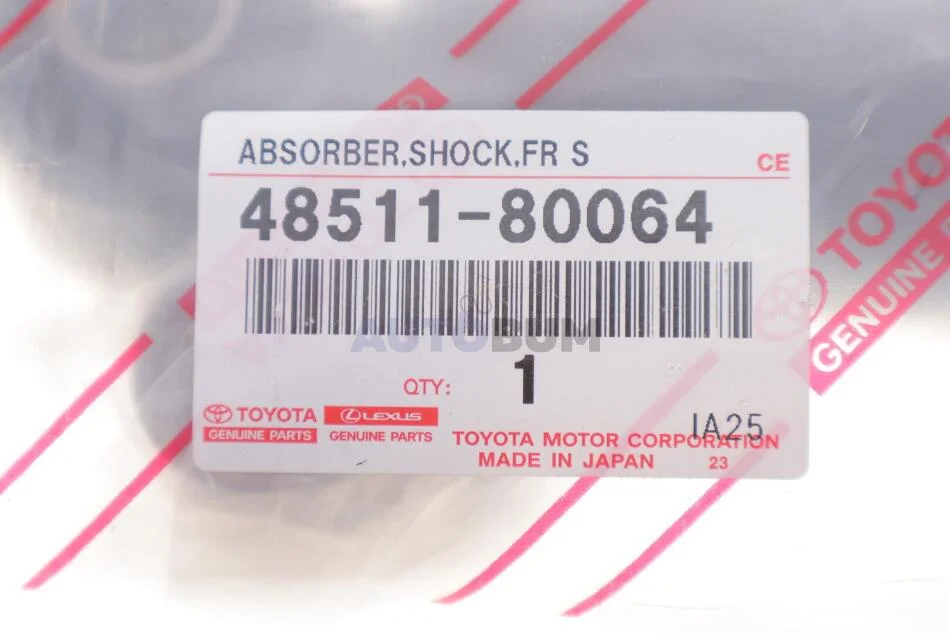 ABSORBER,SHOCK,FR S
CE
48511-80064
AUTOBUM
QTY: 1
TOYOTA
GENUINE PARTS
LEXUS
GENUINE PARTS
TOYOTA MOTOR CORPORATION
IA25
MADE IN JAPAN
23
TOYOTA
GENUINE